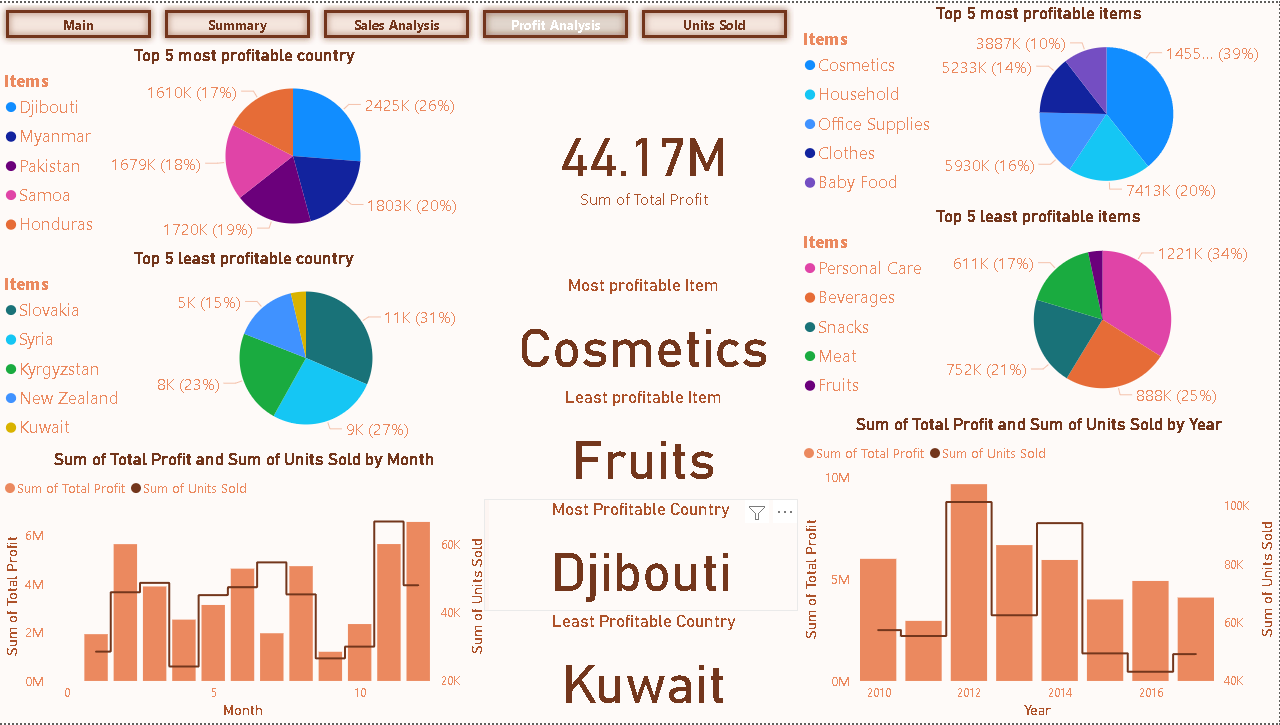 Main
Summary
Sales Analysis
Profit Analysis
Units Sold
Top 5 most profitable country
Items
Djibouti
Myanmar
Pakistan
Samoa
Honduras
1610K (17%)
2425K (26%)
1679K (18%)
1803K (20%)
1720K (19%)
Top 5 least profitable country
Items
Slovakia
Syria
Kyrgyzstan
New Zealand
Kuwait
5K (15%)
11K (31%)
8K (23%)
9K (27%)
Sum of Total Profit and Sum of Units Sold by Month
Sum of Total Profit
Sum of Units Sold
Sum of Total Profit
6M
4M
2M
0M
60K
40K
20K
Sum of Units Sold
0
5
10
Month
44.17M
Sum of Total Profit
Most profitable Item
Cosmetics
Least profitable Item
Fruits
Most Profitable Country
Djibouti
Least Profitable Country
Kuwait
Top 5 most profitable items
Items
Cosmetics
Household
Office Supplies
Clothes
Baby Food
3887K (10%)
1455... (39%)
5233K (14%)
5930K (16%)
7413K (20%)
Top 5 least profitable items
Items
Personal Care
Beverages
Snacks
Meat
Fruits
611K (17%)
1221K (34%)
752K (21%)
888K (25%)
Sum of Total Profit and Sum of Units Sold by Year
Sum of Total Profit
Sum of Units Sold
Sum of Total Profit
10M
5M
0M
100K
80K
60K
40K
Sum of Units Sold
2010
2012
2014
2016
Year